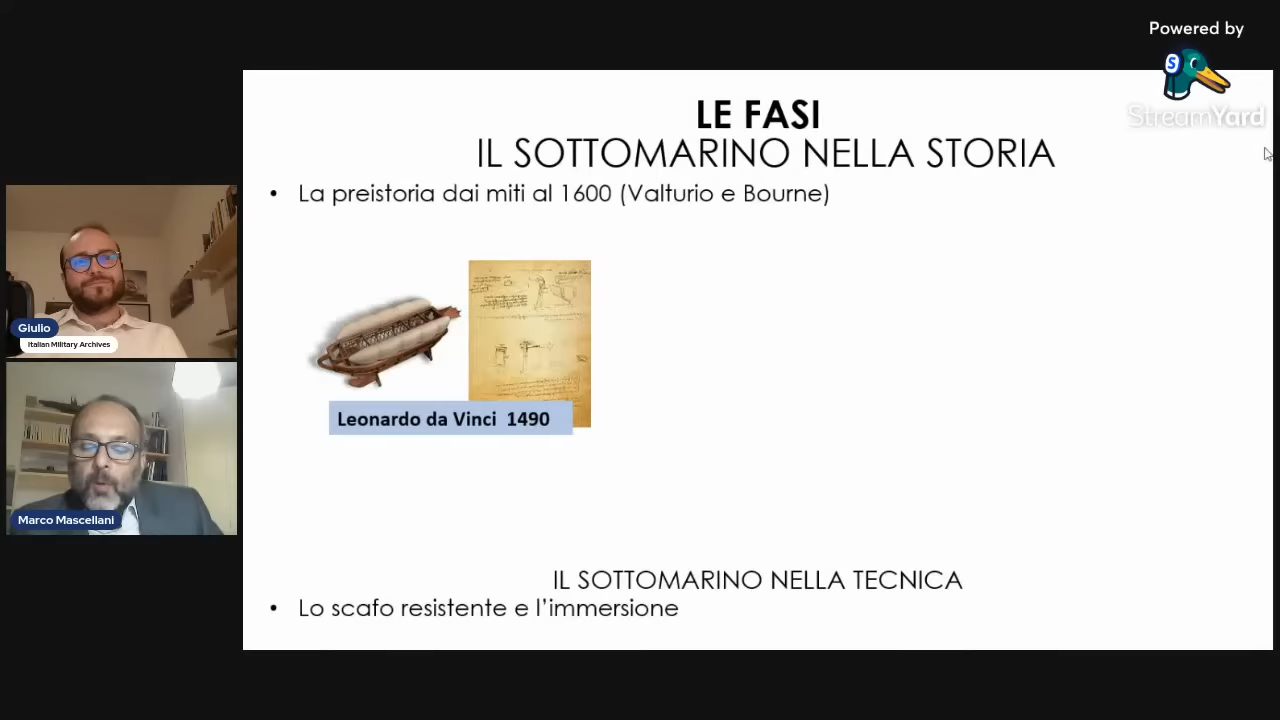 Powered by
StreamYard
LE FASI
IL SOTTOMARINO NELLA STORIA
• La preistoria dai miti al 1600 (Valturio e Bourne)
Leonardo da Vinci 1490
IL SOTTOMARINO NELLA TECNICA
• Lo scafo resistente e l’immersione
Giulio
Italian Military Archives
Marco Mascellani